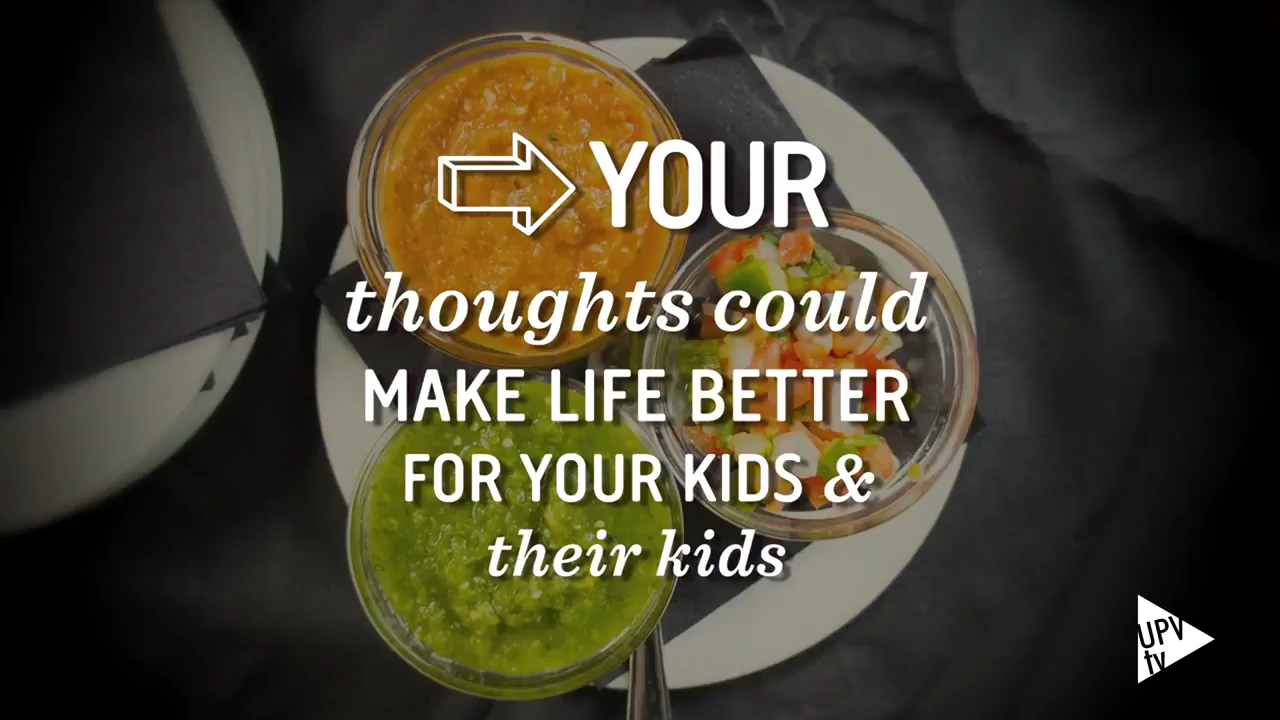 YOUR
thoughts could
MAKE LIFE BETTER
FOR YOUR KIDS &
their kids
UPV
tv